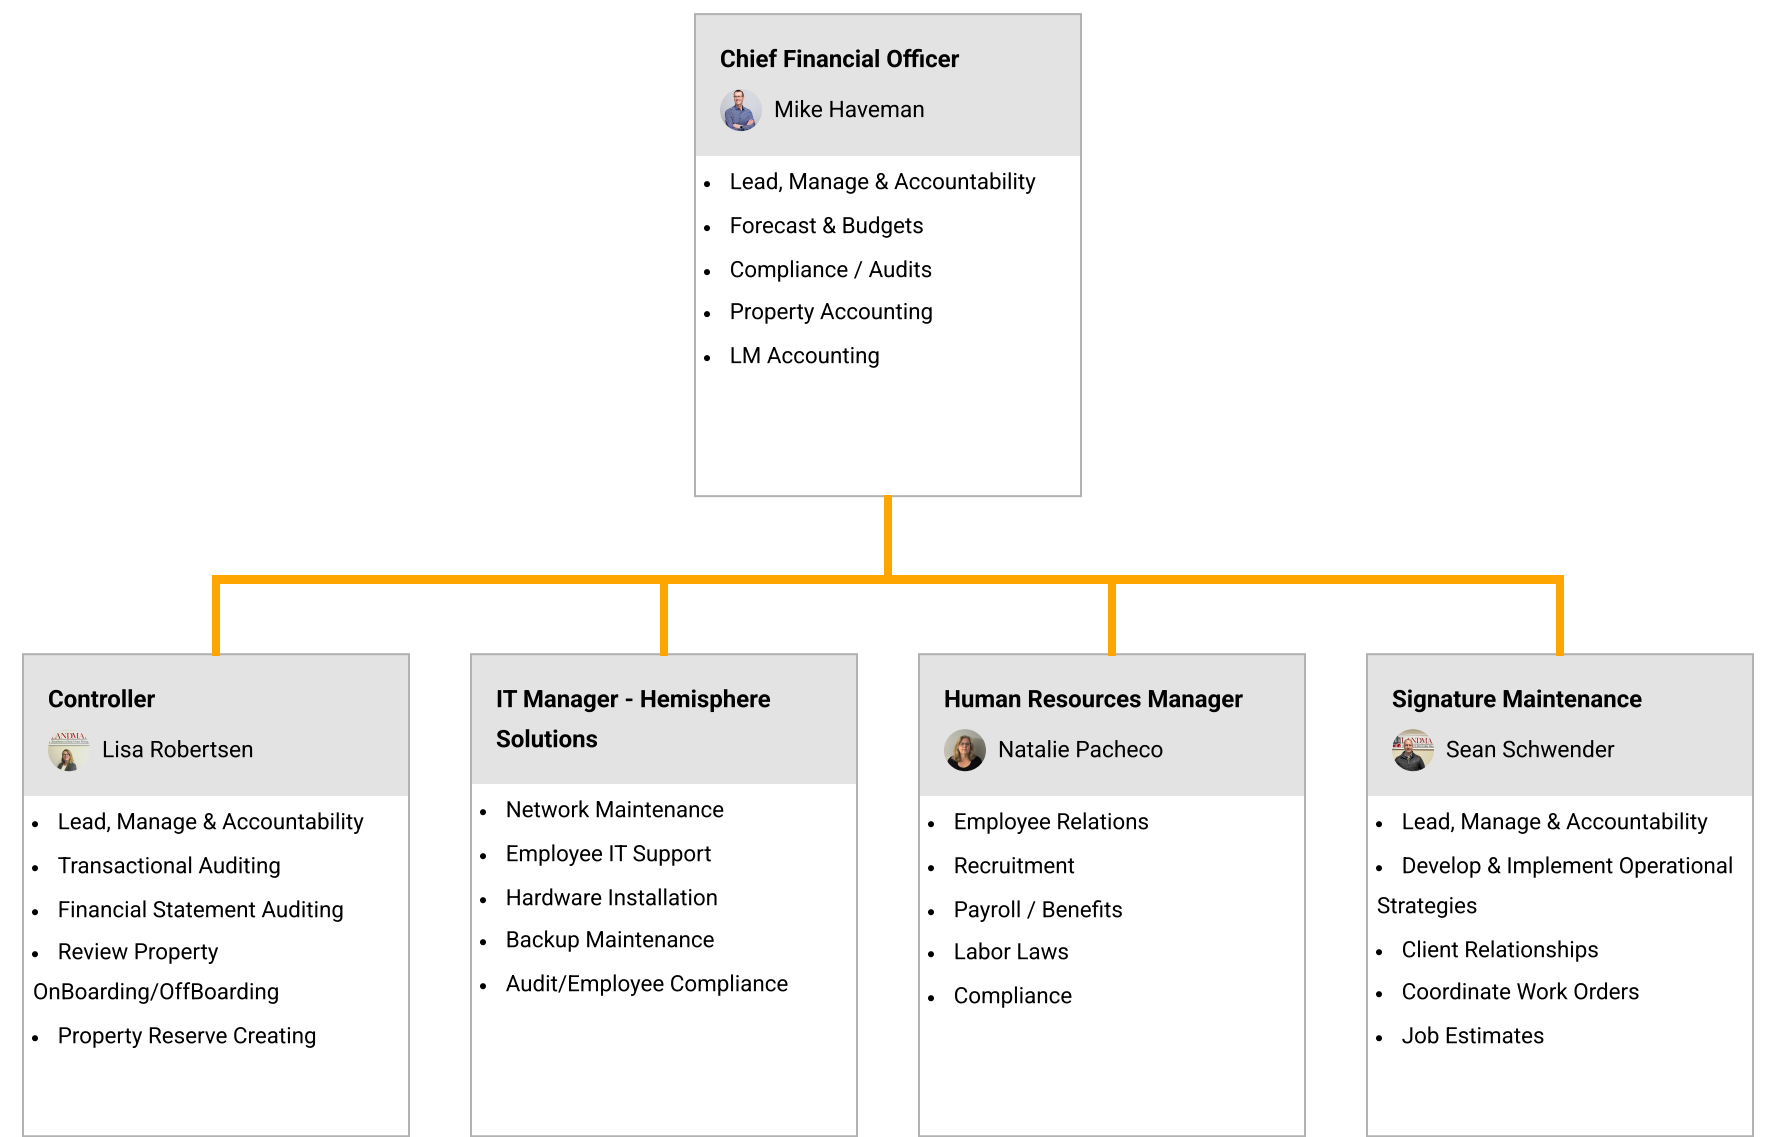 Chief Financial Officer
Mike Haveman
• Lead, Manage & Accountability
• Forecast & Budgets
• Compliance / Audits
• Property Accounting
• LM Accounting
Controller
Lisa Robertsen
• Lead, Manage & Accountability
• Transactional Auditing
• Financial Statement Auditing
• Review Property
OnBoarding/OffBoarding
• Property Reserve Creating
IT Manager - Hemisphere
Solutions
• Network Maintenance
• Employee IT Support
• Hardware Installation
• Backup Maintenance
• Audit/Employee Compliance
Human Resources Manager
Natalie Pacheco
• Employee Relations
• Recruitment
• Payroll / Benefits
• Labor Laws
• Compliance
Signature Maintenance
Sean Schwender
• Lead, Manage & Accountability
• Develop & Implement Operational
Strategies
• Client Relationships
• Coordinate Work Orders
• Job Estimates